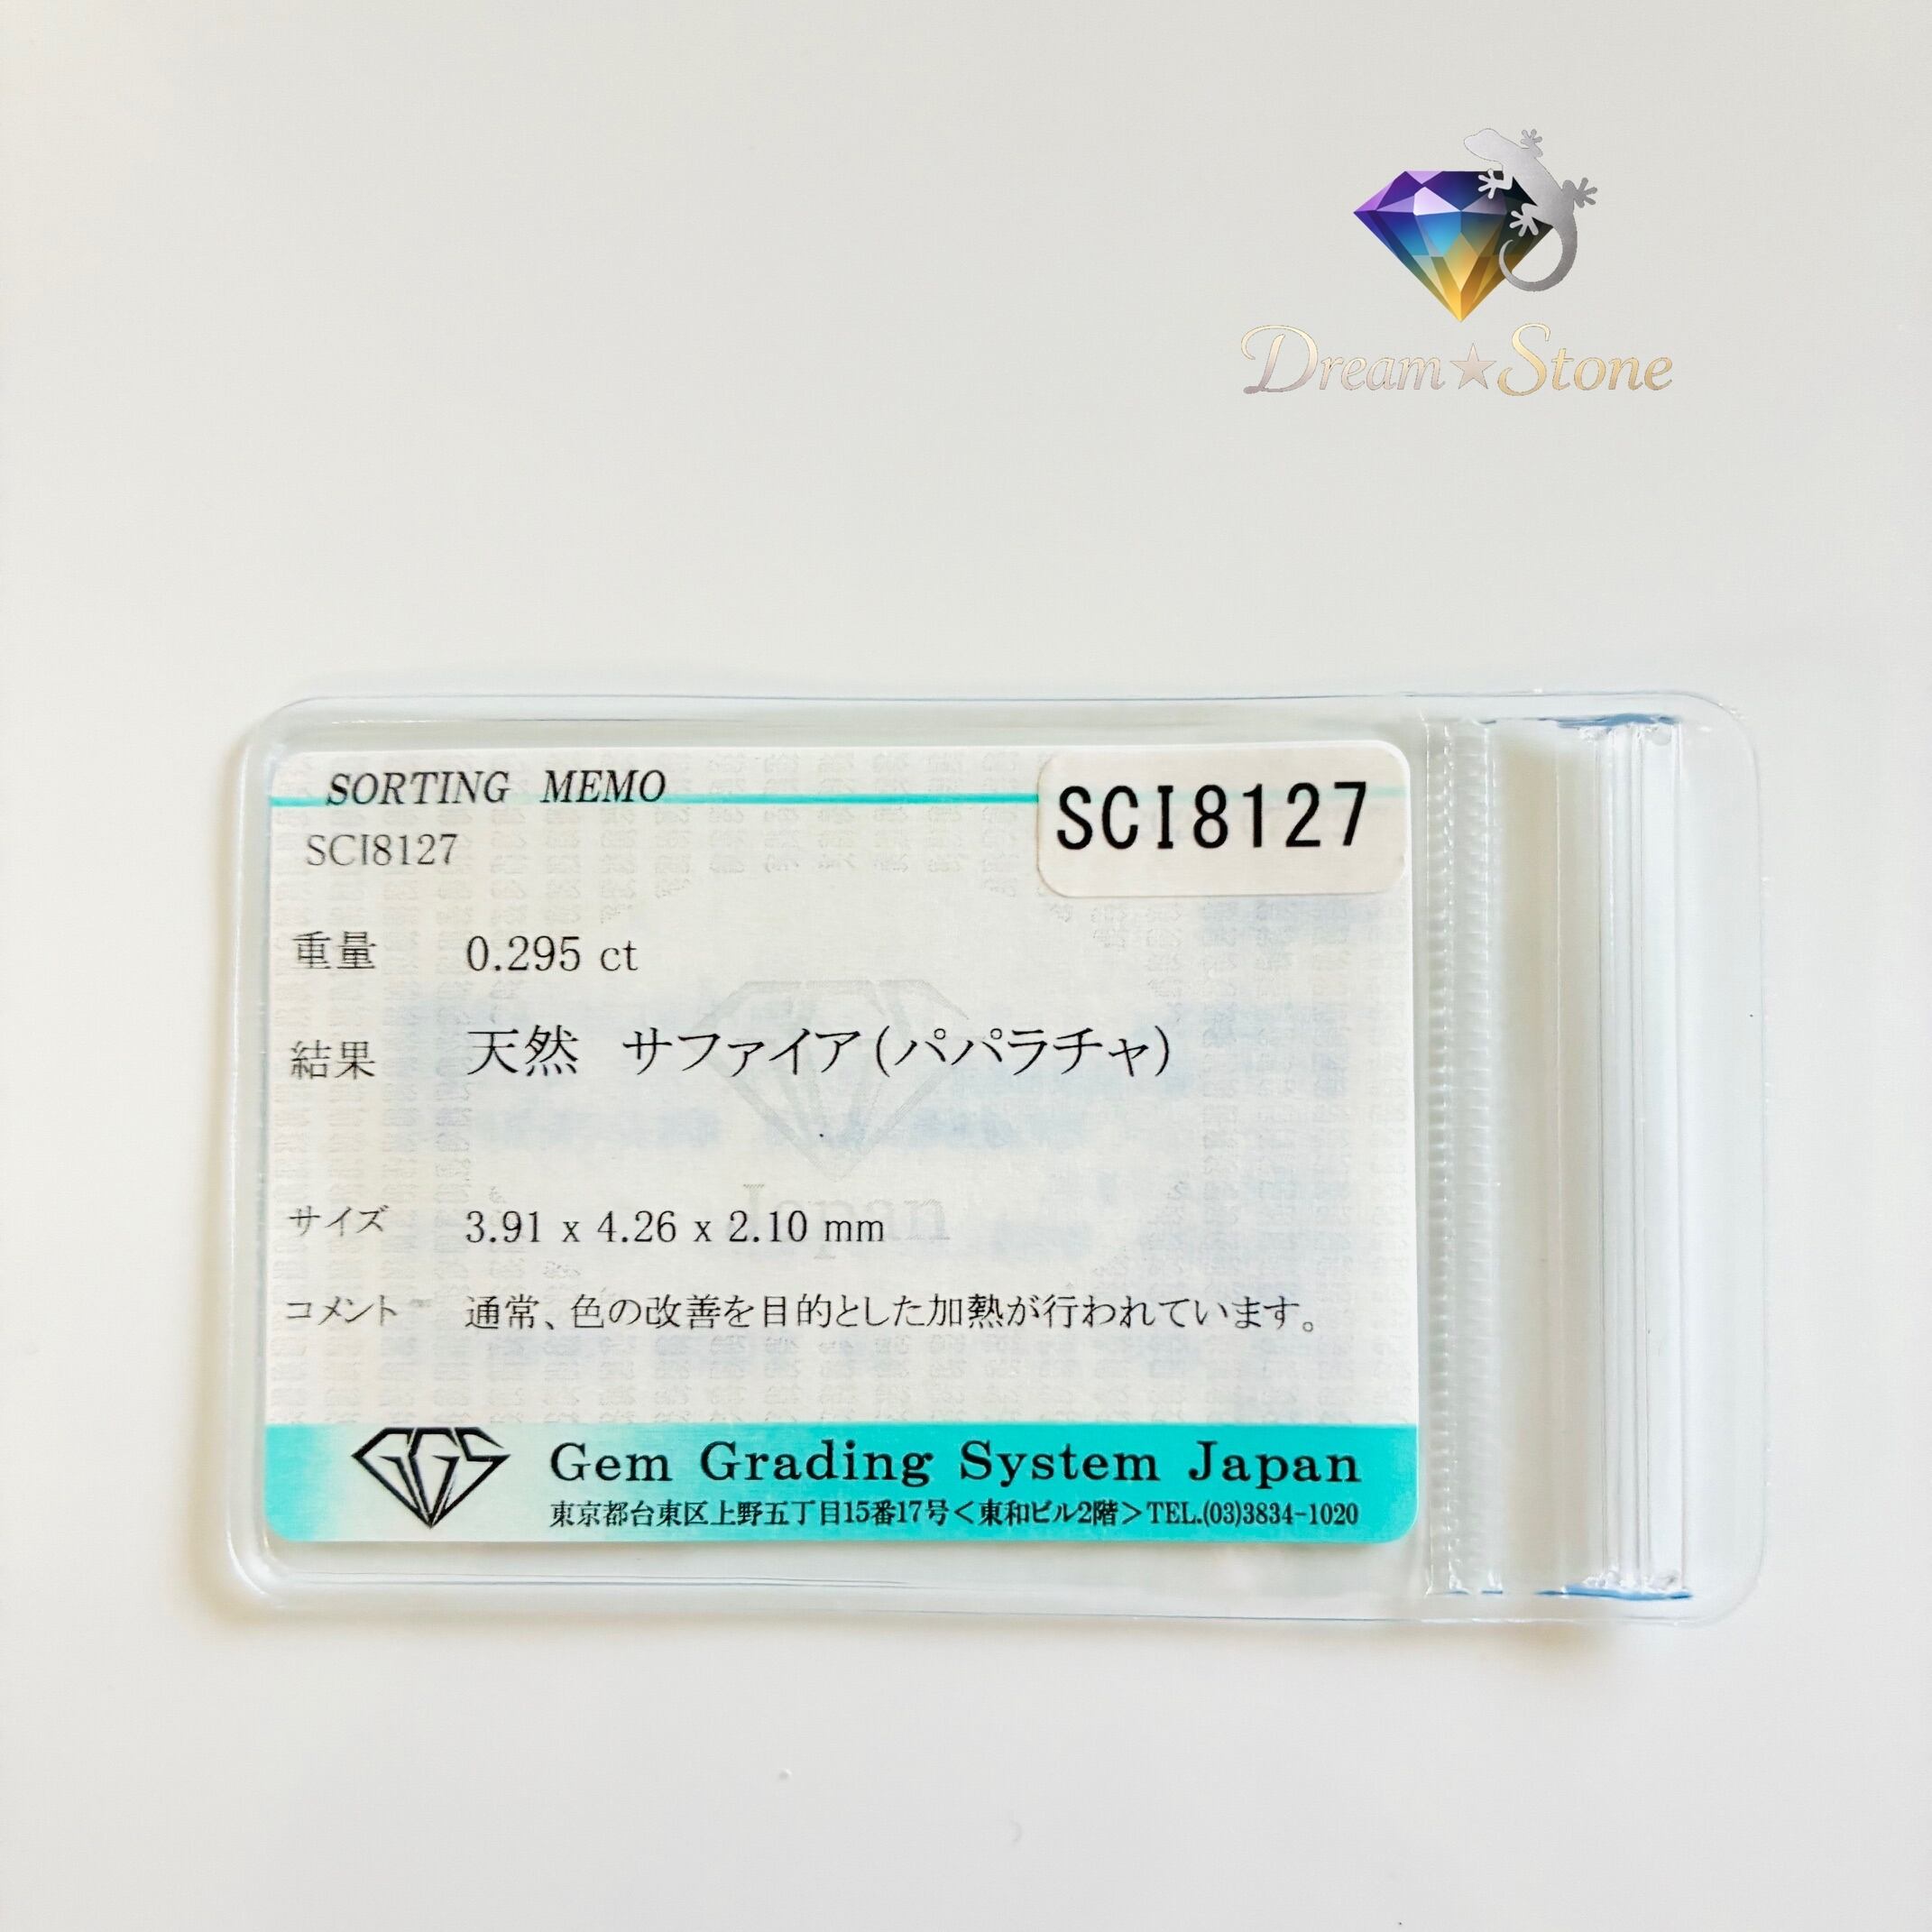 Dream★Stone
SORTING MEMO
SCI8127
SCI8127
重量 0.295 ct
結果 天然 サファイア(パパラチャ)
Japan
サイズ 3.91 x 4.26 x 2.10 mm
コメント 通常、色の改善を目的とした加熱が行われています。
GGS
Gem Grading System Japan
東京都台東区上野五丁目15番17号<東和ビル2階>TEL.(03)3834-1020